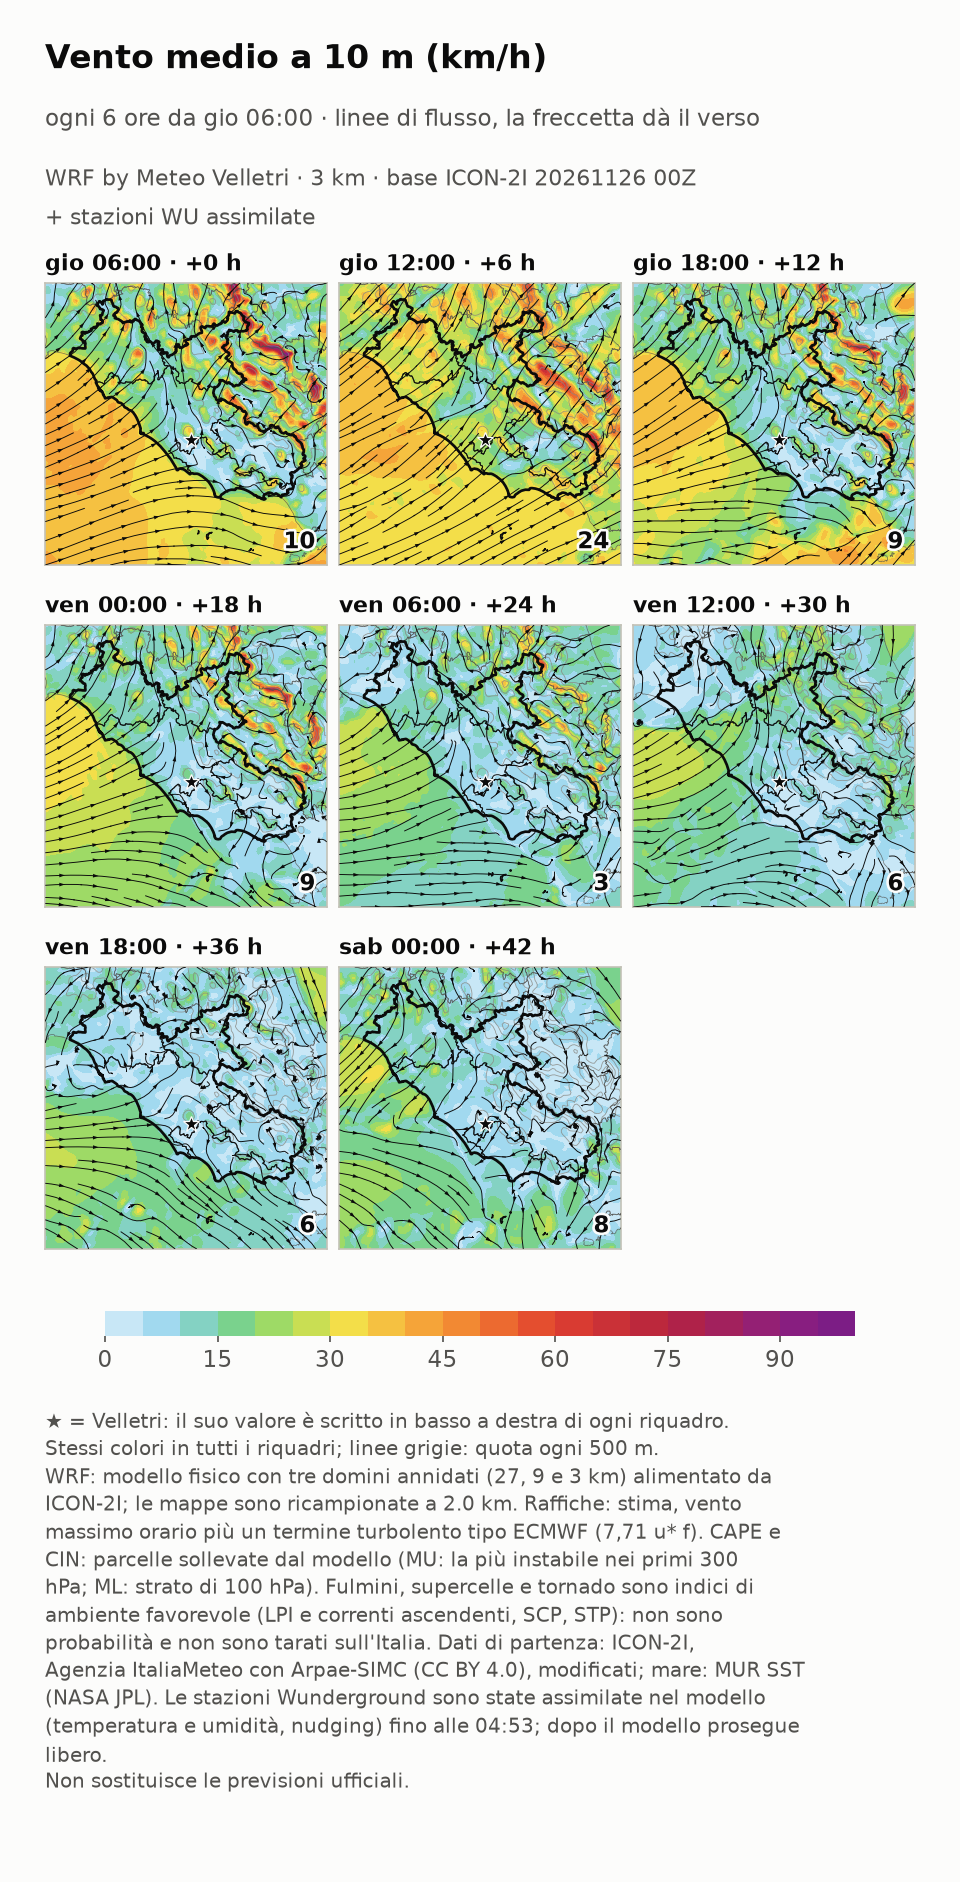 Vento medio a 10 m (km/h)
ogni 6 ore da gio 06:00 · linee di flusso, la freccetta dà il verso
WRF by Meteo Velletri · 3 km · base ICON-2I 20261126 00Z
+ stazioni WU assimilate
gio 06:00 · +0 h
gio 12:00 · +6 h
gio 18:00 · +12 h
10
24
9
ven 00:00 · +18 h
ven 06:00 · +24 h
ven 12:00 · +30 h
9
3
6
ven 18:00 · +36 h
sab 00:00 · +42 h
6
8
0 15 30 45 60 75 90
★ = Velletri: il suo valore è scritto in basso a destra di ogni riquadro.
Stessi colori in tutti i riquadri; linee grigie: quota ogni 500 m.
WRF: modello fisico con tre domini annidati (27, 9 e 3 km) alimentato da
ICON-2I; le mappe sono ricampionate a 2.0 km. Raffiche: stima, vento
massimo orario più un termine turbolento tipo ECMWF (7,71 u* f). CAPE e
CIN: parcelle sollevate dal modello (MU: la più instabile nei primi 300
hPa; ML: strato di 100 hPa). Fulmini, supercelle e tornado sono indici di
ambiente favorevole (LPI e correnti ascendenti, SCP, STP): non sono
probabilità e non sono tarati sull'Italia. Dati di partenza: ICON-2I,
Agenzia ItaliaMeteo con Arpae-SIMC (CC BY 4.0), modificati; mare: MUR SST
(NASA JPL). Le stazioni Wunderground sono state assimilate nel modello
(temperatura e umidità, nudging) fino alle 04:53; dopo il modello prosegue
libero.
Non sostituisce le previsioni ufficiali.